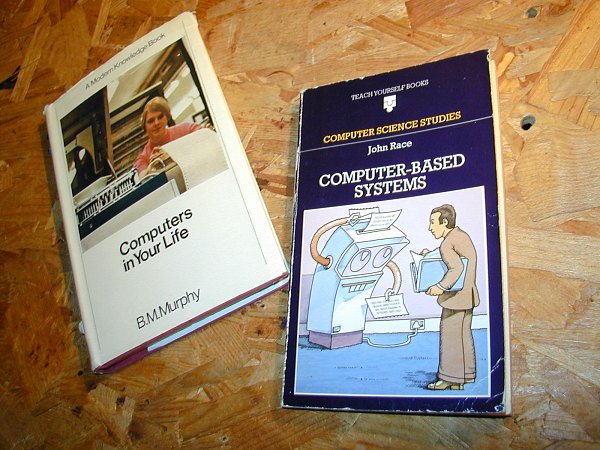 A Modern Knowledge Book
Computers
in Your Life
B.M.Murphy
TEACH YOURSELF BOOKS
COMPUTER SCIENCE STUDIES
John Race
COMPUTER-BASED
SYSTEMS